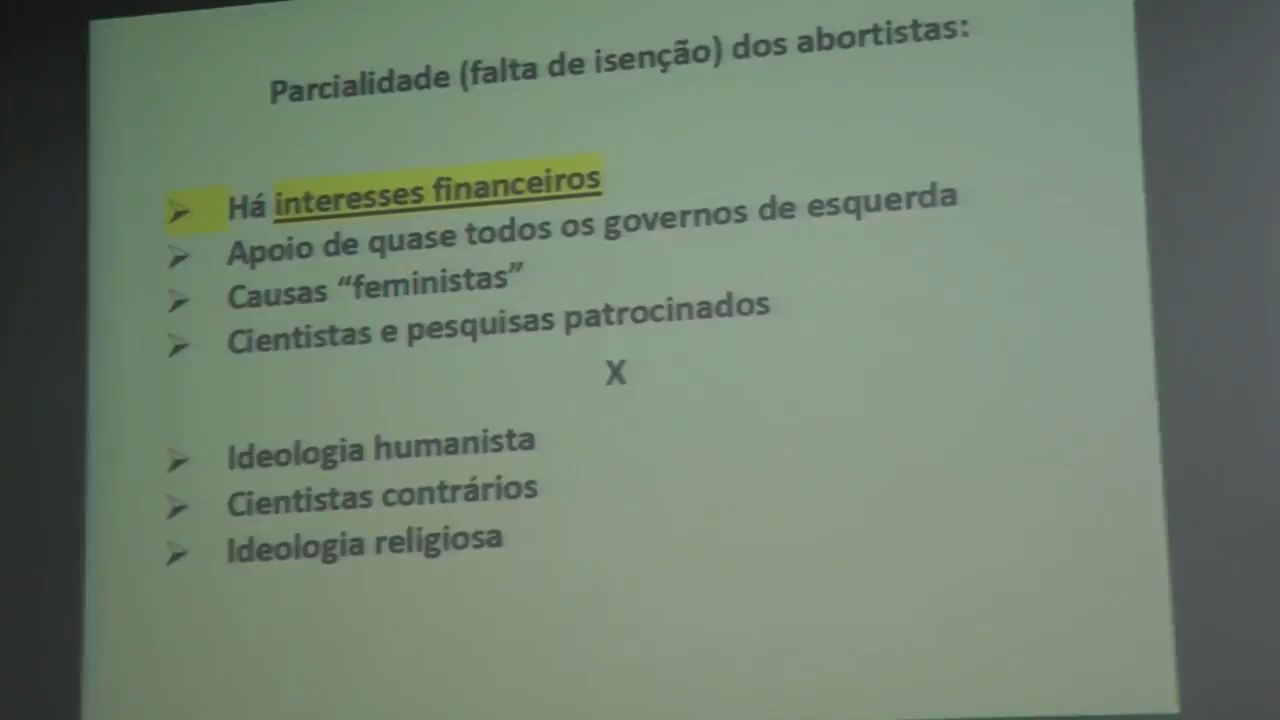 Parcialidade (falta de isenção) dos abortistas:
Há interesses financeiros
Apoio de quase todos os governos de esquerda
Causas “feministas”
Cientistas e pesquisas patrocinados
X
Ideologia humanista
Cientistas contrários
Ideologia religiosa